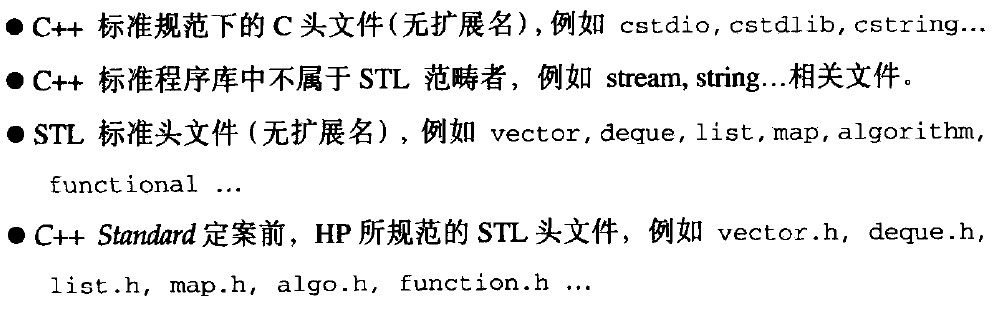 ● C++ 标准规范下的 C 头文件(无扩展名),例如 cstdio, cstdlib, cstring…
● C++ 标准程序库中不属于 STL 范畴者，例如 stream, string…相关文件。
● STL 标准头文件(无扩展名)，例如 vector, deque, list, map, algorithm,
functional …
● C++ Standard 定案前，HP 所规范的 STL 头文件，例如 vector.h, deque.h,
list.h, map.h, algo.h, function.h …